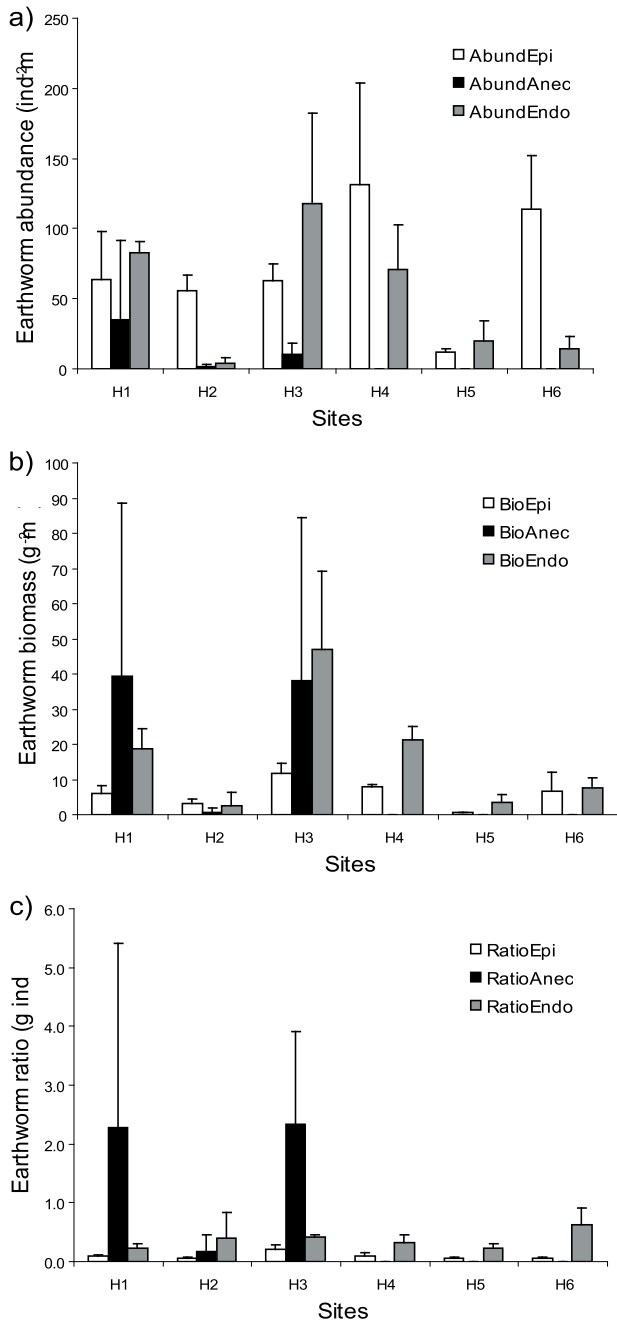 a)
250
200
150
100
50
0
Earthworm abundance (ind-2m
AbundEpi
AbundAnec
AbundEndo
H1 H2 H3 H4 H5 H6
Sites
b)
100
90
80
70
60
50
40
30
20
10
0
Earthworm biomass (g-2m
BioEpi
BioAnec
BioEndo
H1 H2 H3 H4 H5 H6
Sites
c)
6.0
5.0
4.0
3.0
2.0
1.0
0.0
Earthworm ratio (g ind
RatioEpi
RatioAnec
RatioEndo
H1 H2 H3 H4 H5 H6
Sites